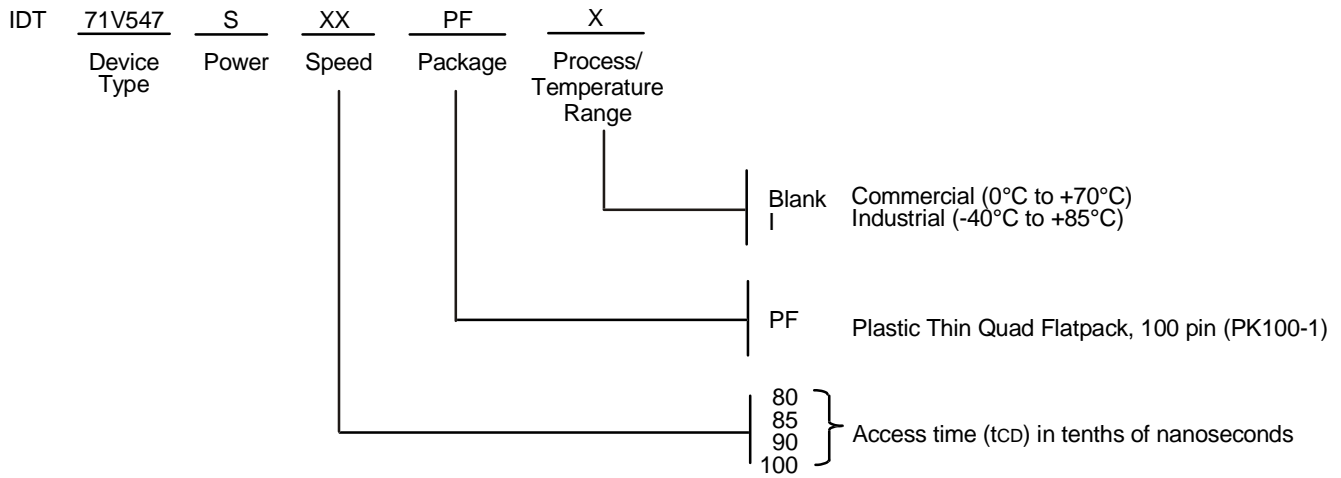 IDT 71V547 S XX PF X
Device Type Power Speed Package Process/ Temperature Range
Blank Commercial (0°C to +70°C)
I Industrial (-40°C to +85°C)
PF Plastic Thin Quad Flatpack, 100 pin (PK100-1)
80
85
90
100
Access time (tCD) in tenths of nanoseconds